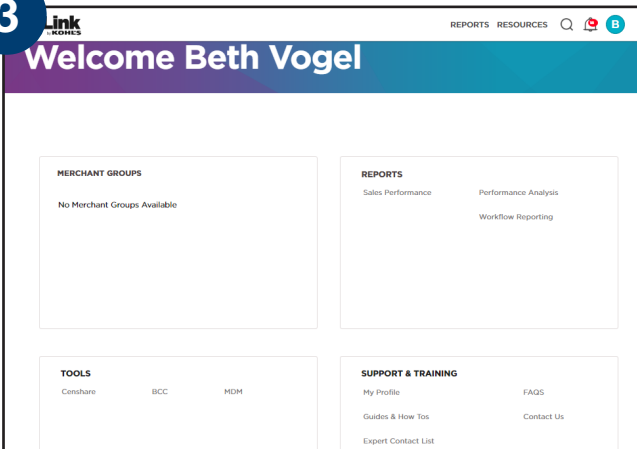 3
Link
by KOHL'S
REPORTS RESOURCES B
Welcome Beth Vogel
MERCHANT GROUPS
No Merchant Groups Available
REPORTS
Sales Performance Performance Analysis
Workflow Reporting
TOOLS
Censhare BCC MDM
SUPPORT & TRAINING
My Profile FAQS
Guides & How Tos Contact Us
Expert Contact List